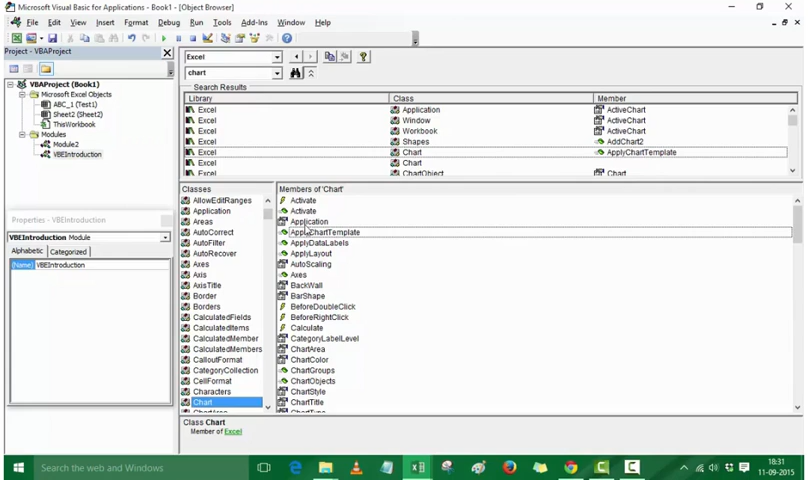 Microsoft Visual Basic for Applications - Book1 - [Object Browser]
File Edit View Insert Format Debug Run Tools Add-Ins Window Help
Project - VBAProject
VBAProject (Book1)
Microsoft Excel Objects
ABC_1 (Test1)
Sheet2 (Sheet2)
ThisWorkbook
Modules
Module2
VBEIntroduction
Properties - VBEIntroduction
VBEIntroduction Module
Alphabetic Categorized
(Name) VBEIntroduction
Excel
chart
Search Results
Library Class Member
Excel Application ActiveChart
Excel Window ActiveChart
Excel Workbook ActiveChart
Excel Shapes AddChart2
Excel Chart ApplyChartTemplate
Excel Chart
Excel ChartObject Chart
Classes
AllowEditRanges
Application
Areas
AutoCorrect
AutoFilter
AutoRecover
Axes
Axis
AxisTitle
Border
Borders
CalculatedFields
CalculatedItems
CalculatedMember
CalculatedMembers
CalloutFormat
CategoryCollection
CellFormat
Characters
Chart
ChartArea
Members of 'Chart'
Activate
Activate
Application
ApplyChartTemplate
ApplyDataLabels
ApplyLayout
AutoScaling
Axes
BackWall
BarShape
BeforeDoubleClick
BeforeRightClick
Calculate
CategoryLabelLevel
ChartArea
ChartColor
ChartGroups
ChartObjects
ChartStyle
ChartTitle
ChartType
Class Chart
Member of Excel
Search the web and Windows
18:31
11-09-2015